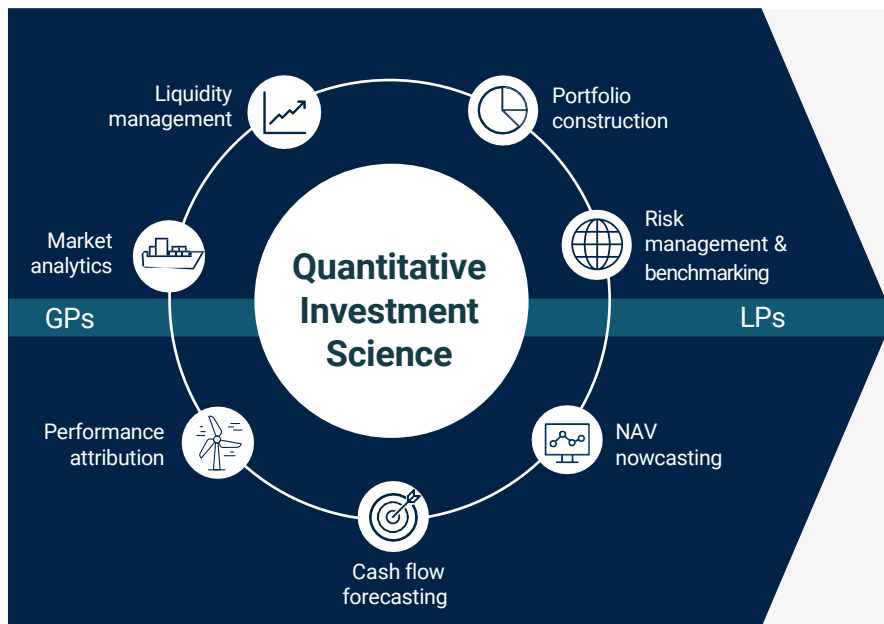 Liquidity
management
Portfolio
construction
Market
analytics
Risk
management &
benchmarking
Quantitative
Investment
Science
GPs
LPs
Performance
attribution
NAV
nowcasting
Cash flow
forecasting